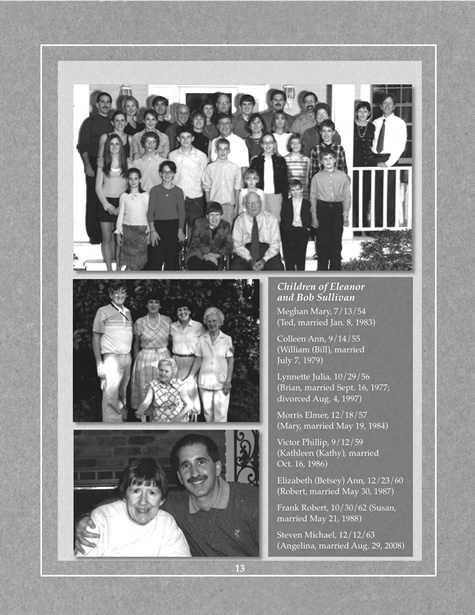 Children of Eleanor
and Bob Sullivan
Meghan Mary, 7/13/54
(Ted, married Jan. 8, 1983)
Colleen Ann, 9/14/55
(William (Bill), married
July 7, 1979)
Lynnette Julia, 10/29/56
(Brian, married Sept. 16, 1977;
divorced Aug. 4, 1997)
Morris Elmer, 12/18/57
(Mary, married May 19, 1984)
Victor Phillip, 9/12/59
(Kathleen (Kathy), married
Oct. 16, 1986)
Elizabeth (Betsey) Ann, 12/23/60
(Robert, married May 30, 1987)
Frank Robert, 10/30/62 (Susan,
married May 21, 1988)
Steven Michael, 12/12/63
(Angelina, married Aug. 29, 2008)
13